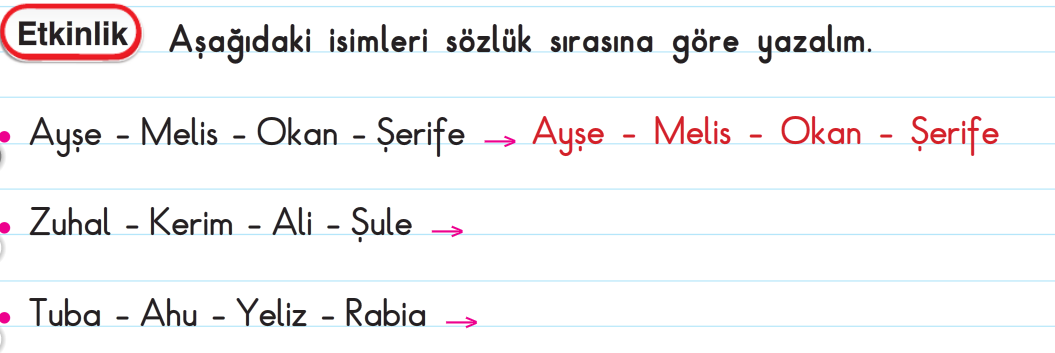 Etkinlik Aşağıdaki isimleri sözlük sırasına göre yazalım.
• Ayşe - Melis - Okan - Şerife → Ayşe - Melis - Okan - Şerife
• Zuhal - Kerim - Ali - Şule →
• Tuba - Ahu - Yeliz - Rabia →